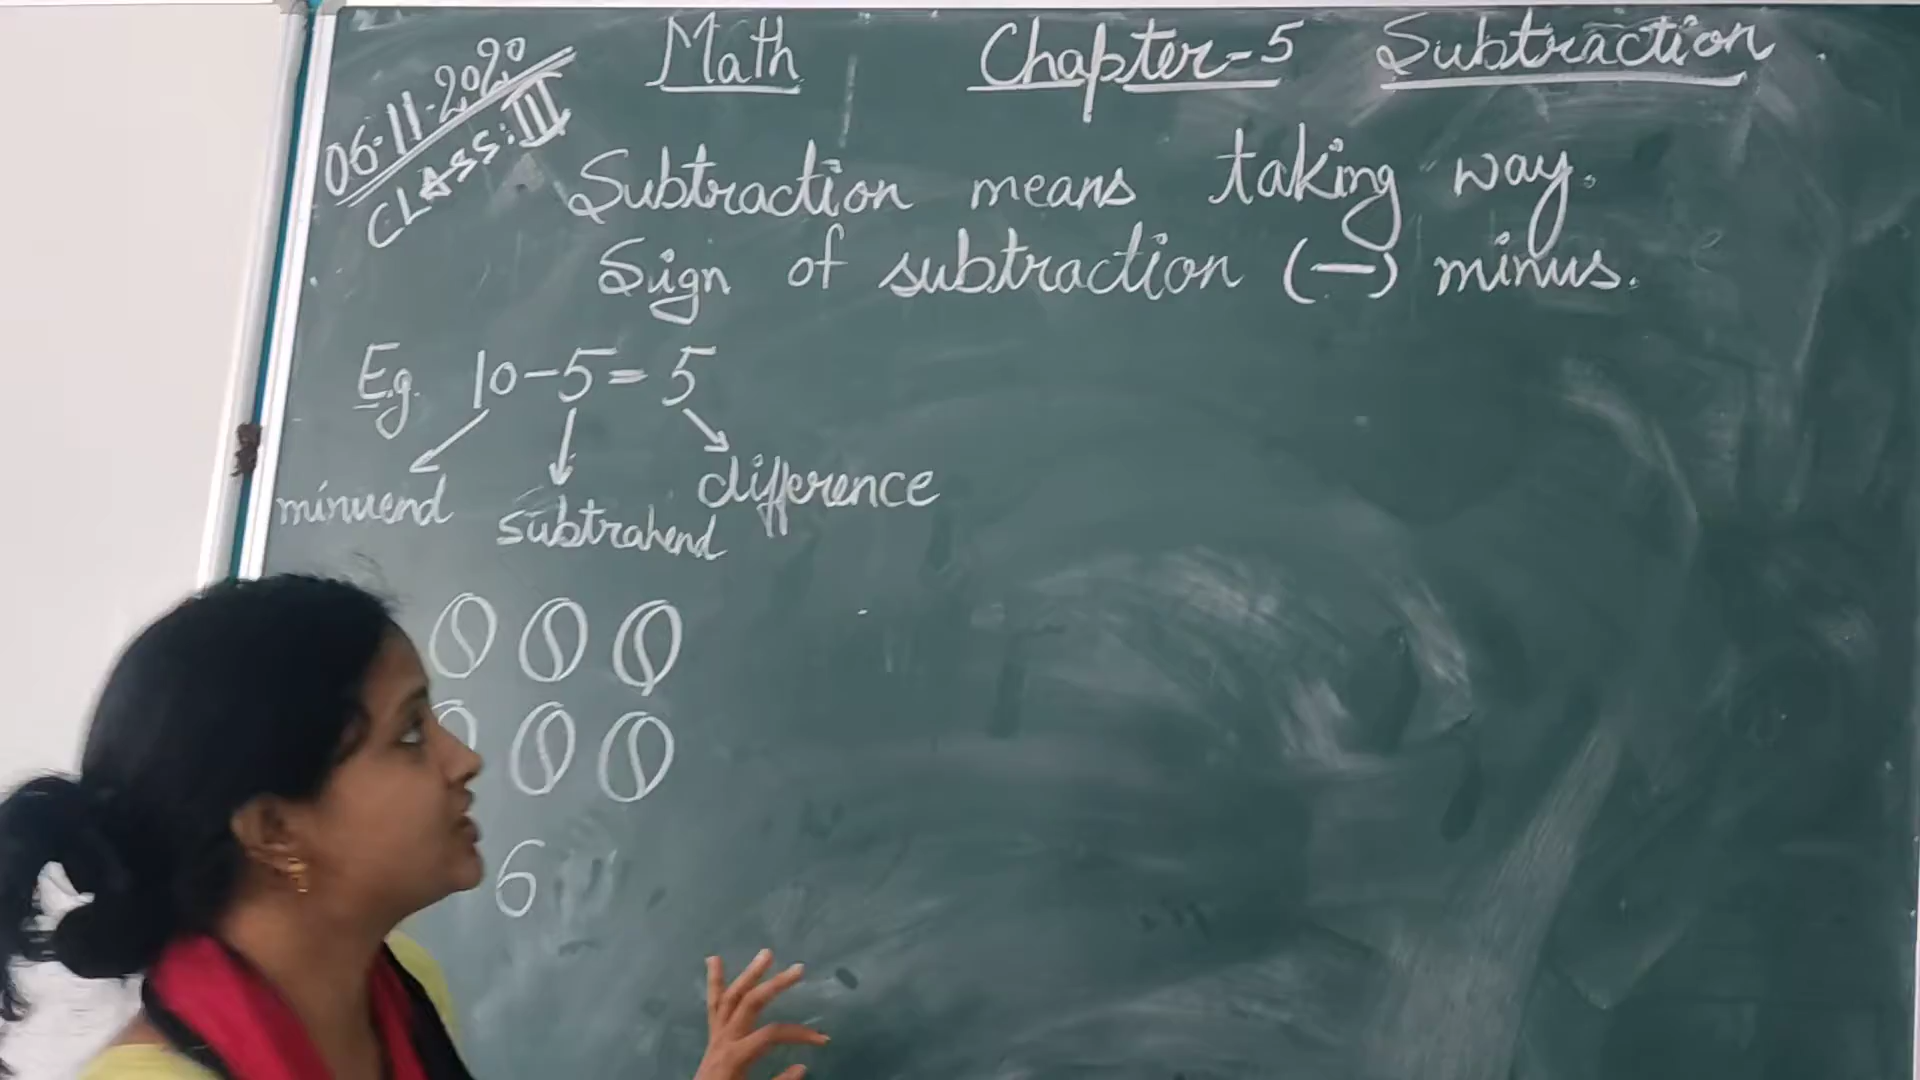 06-11-2020
CLASS:III
Math Chapter-5 Subtraction
Subtraction means taking way.
Sign of subtraction (-) minus.
Eg. 10-5=5
minuend subtrahend difference
6